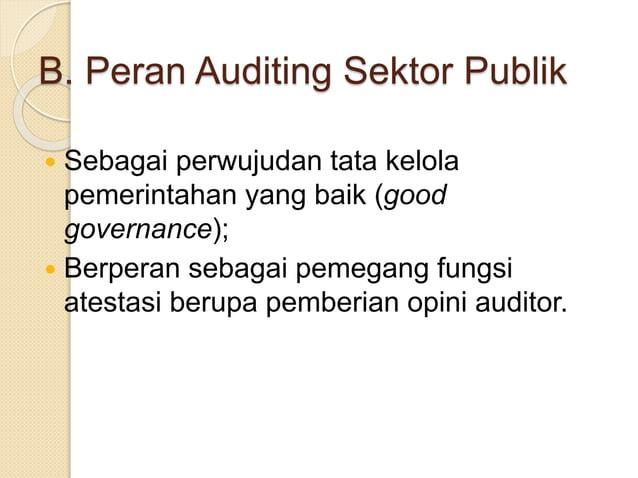 B. Peran Auditing Sektor Publik
• Sebagai perwujudan tata kelola
pemerintahan yang baik (good
governance);
• Berperan sebagai pemegang fungsi
atestasi berupa pemberian opini auditor.